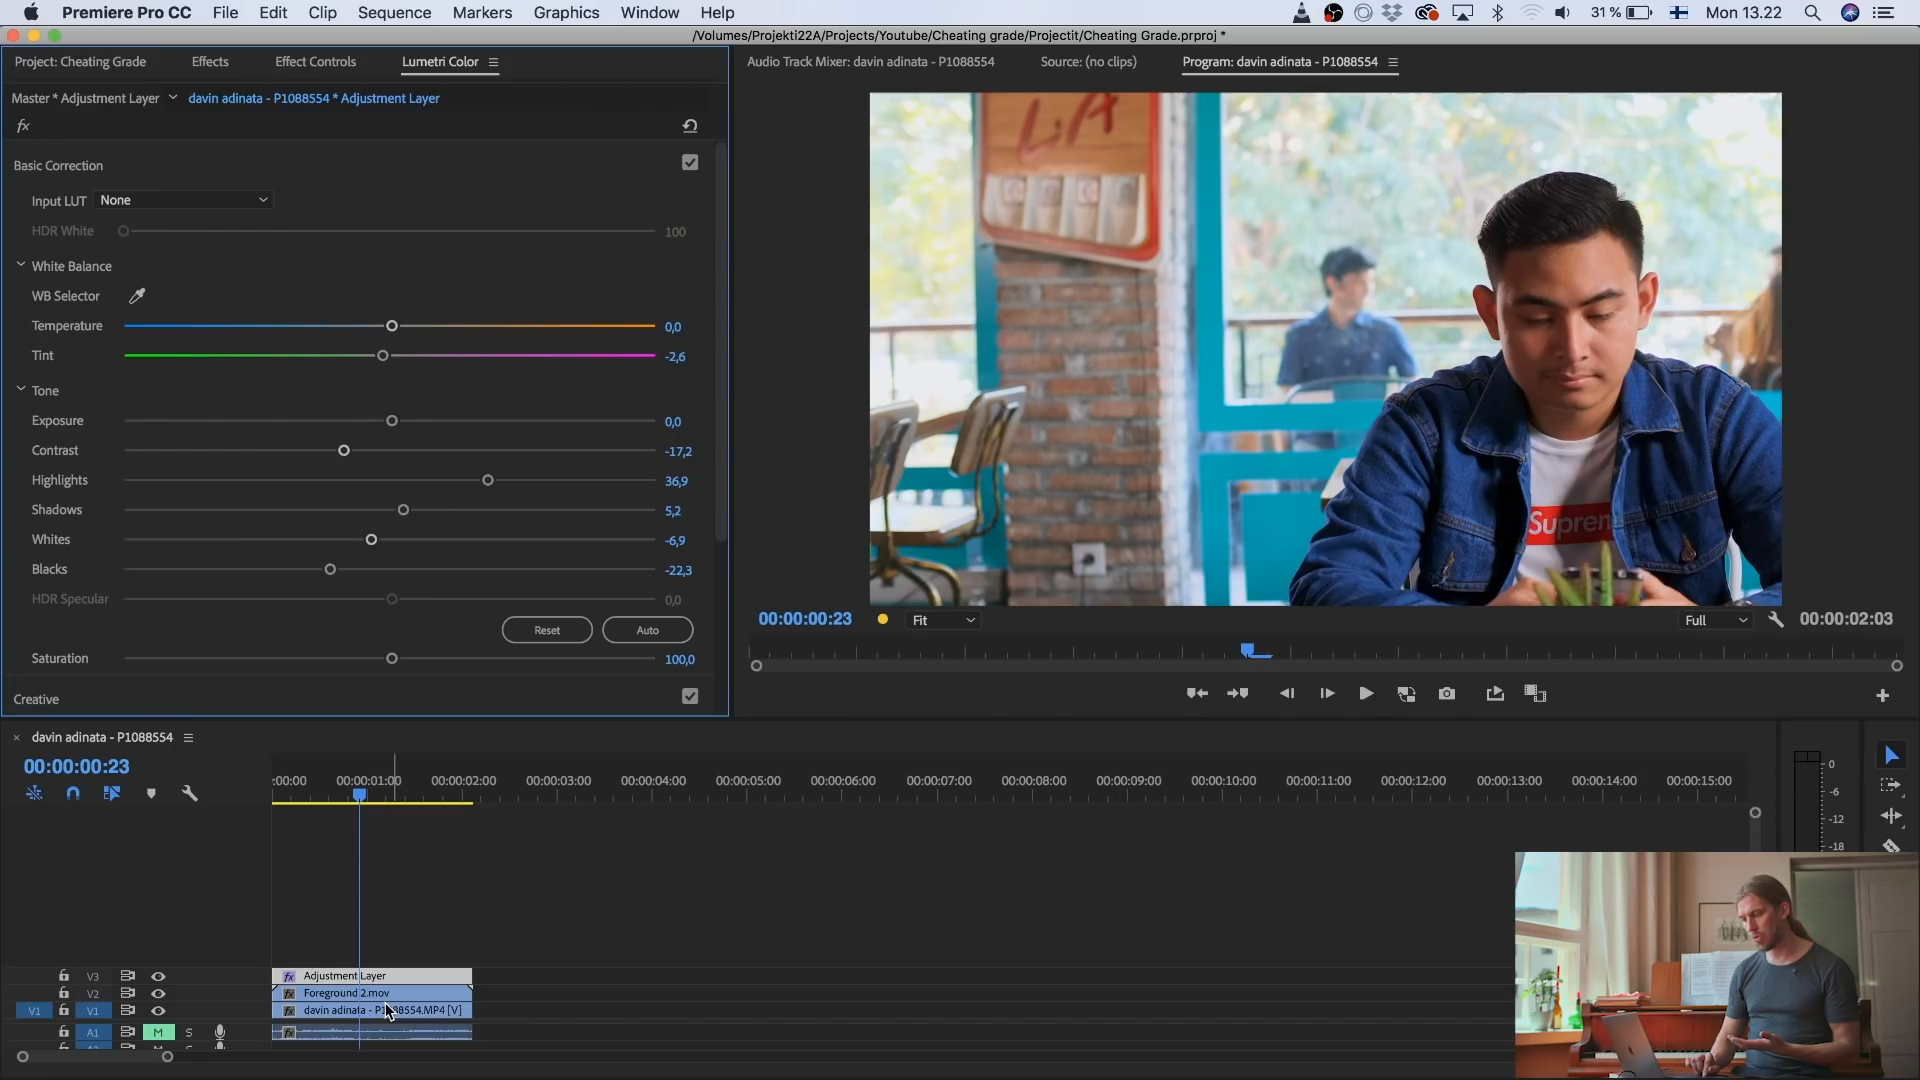 Premiere Pro CC File Edit Clip Sequence Markers Graphics Window Help 31 % Mon 13.22
/Volumes/Projekti22A/Projects/Youtube/Cheating grade/Projectit/Cheating Grade.prproj *
Project: Cheating Grade Effects Effect Controls Lumetri Color
Audio Track Mixer: davin adinata - P1088554 Source: (no clips) Program: davin adinata - P1088554
Master * Adjustment Layer davin adinata - P1088554 * Adjustment Layer
fx
Basic Correction
Input LUT None
HDR White 100
White Balance
WB Selector
Temperature 0,0
Tint -2,6
Tone
Exposure 0,0
Contrast -17,2
Highlights 36,9
Shadows 5,2
Whites -6,9
Blacks -22,3
HDR Specular 0,0
Reset Auto
Saturation 100,0
Creative
LiA
Suprem
00:00:00:23 Fit Full 00:00:02:03
davin adinata - P1088554
00:00:00:23
:00:00 00:00:01:00 00:00:02:00 00:00:03:00 00:00:04:00 00:00:05:00 00:00:06:00 00:00:07:00 00:00:08:00 00:00:09:00 00:00:10:00 00:00:11:00 00:00:12:00 00:00:13:00 00:00:14:00 00:00:15:00
0
-6
-12
-18
V3 fx Adjustment Layer
V2 fx Foreground 2.mov
V1 V1 fx davin adinata - P1088554.MP4 [V]
A1 M S fx